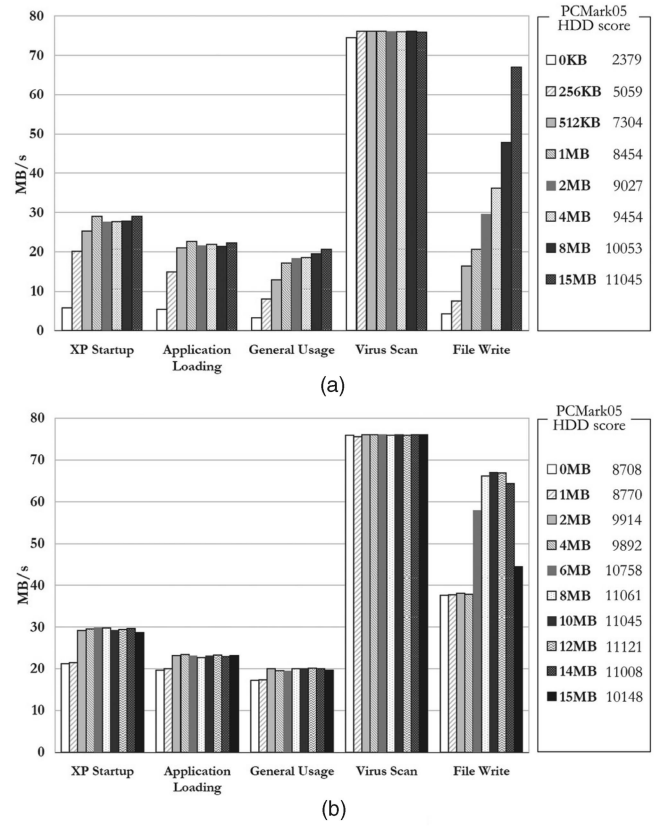 PCMark05
HDD score
80
70
60
50
40
30
20
10
0
MB/s
0KB 2379
256KB 5059
512KB 7304
1MB 8454
2MB 9027
4MB 9454
8MB 10053
15MB 11045
XP Startup
Application
Loading
General Usage
Virus Scan
File Write
(a)
PCMark05
HDD score
80
70
60
50
40
30
20
10
0
MB/s
0MB 8708
1MB 8770
2MB 9914
4MB 9892
6MB 10758
8MB 11061
10MB 11045
12MB 11121
14MB 11008
15MB 10148
XP Startup
Application
Loading
General Usage
Virus Scan
File Write
(b)